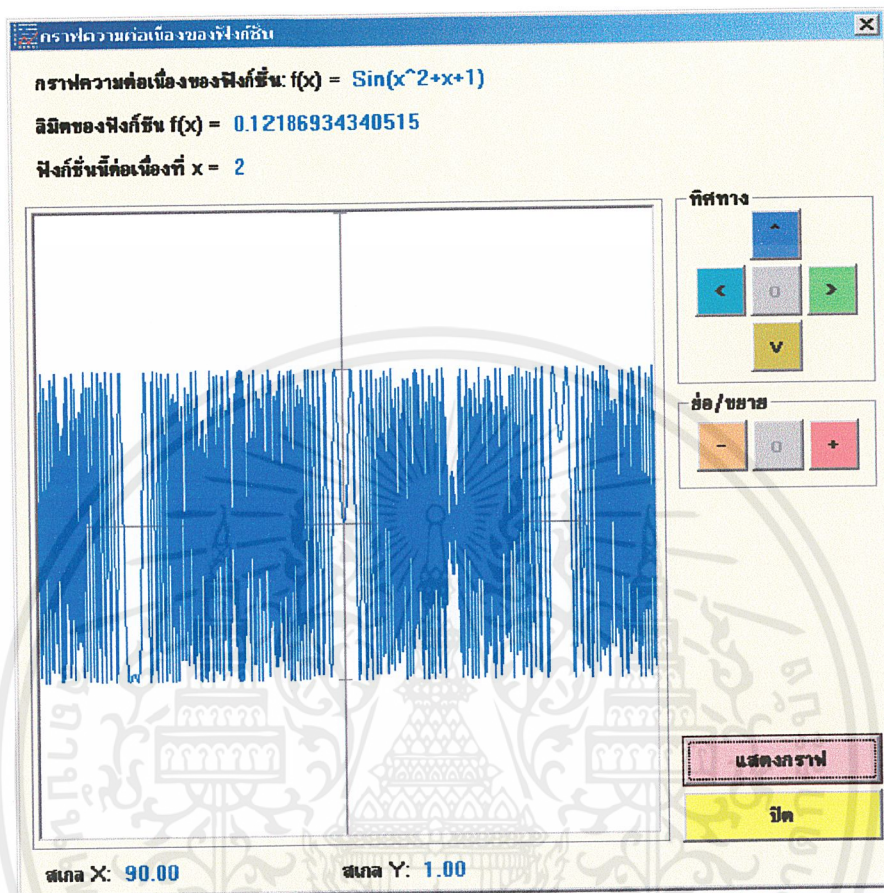 กราฟความต่อเนื่องของฟังก์ชัน
กราฟความต่อเนื่องของฟังก์ชั่น: f(x) = Sin(x^2+x+1)
ลิมิตของฟังก์ชัน f(x) = 0.12186934340515
ฟังก์ชั่นนี้ต่อเนื่องที่ x = 2
ทิศทาง
^
< 0 >
v
ย่อ/ขยาย
- 0 +
แสดงกราฟ
ปิด
สเกล X: 90.00 สเกล Y: 1.00